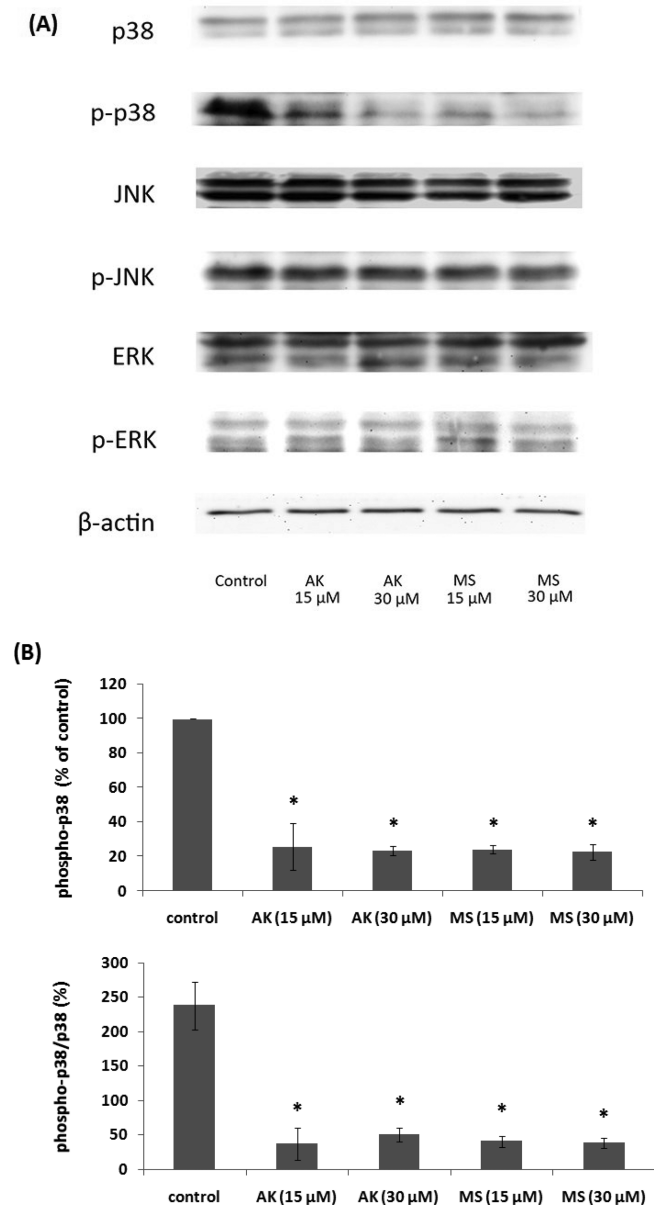 (A)
p38
p-p38
JNK
p-JNK
ERK
p-ERK
β-actin
Control AK 15 µM AK 30 µM MS 15 µM MS 30 µM
(B)
phospho-p38 (% of control)
120
100
80
60
40
20
0
control AK (15 µM) AK (30 µM) MS (15 µM) MS (30 µM)
* * * *
phospho-p38/p38 (%)
300
250
200
150
100
50
0
control AK (15 µM) AK (30 µM) MS (15 µM) MS (30 µM)
* * * *